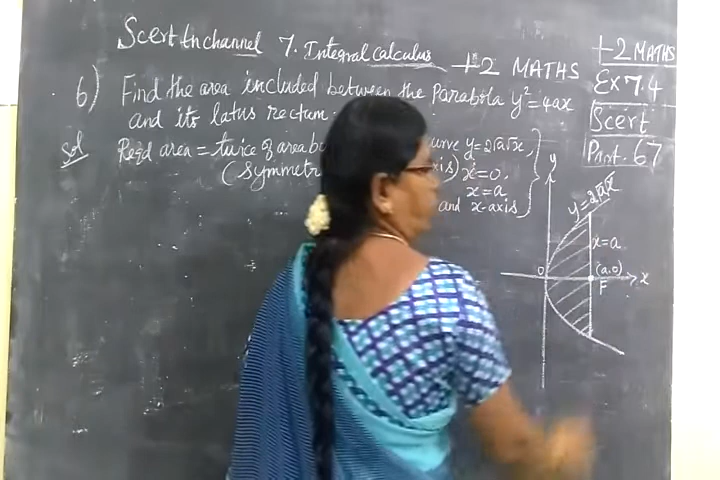 Scert tn channel 7. Integral calculus +2 MATHS
6) Find the area included between the Parabola y² = 4ax
and its latus rectum.
Sol Reqd area = twice of area curve y = 2√a√x,
(symmetr x = 0,
x = a
and x-axis
+2 MATHS
Ex 7.4
Scert
Part. 67
y
y = 2√a√x
x = a
(a,0)
0 F x